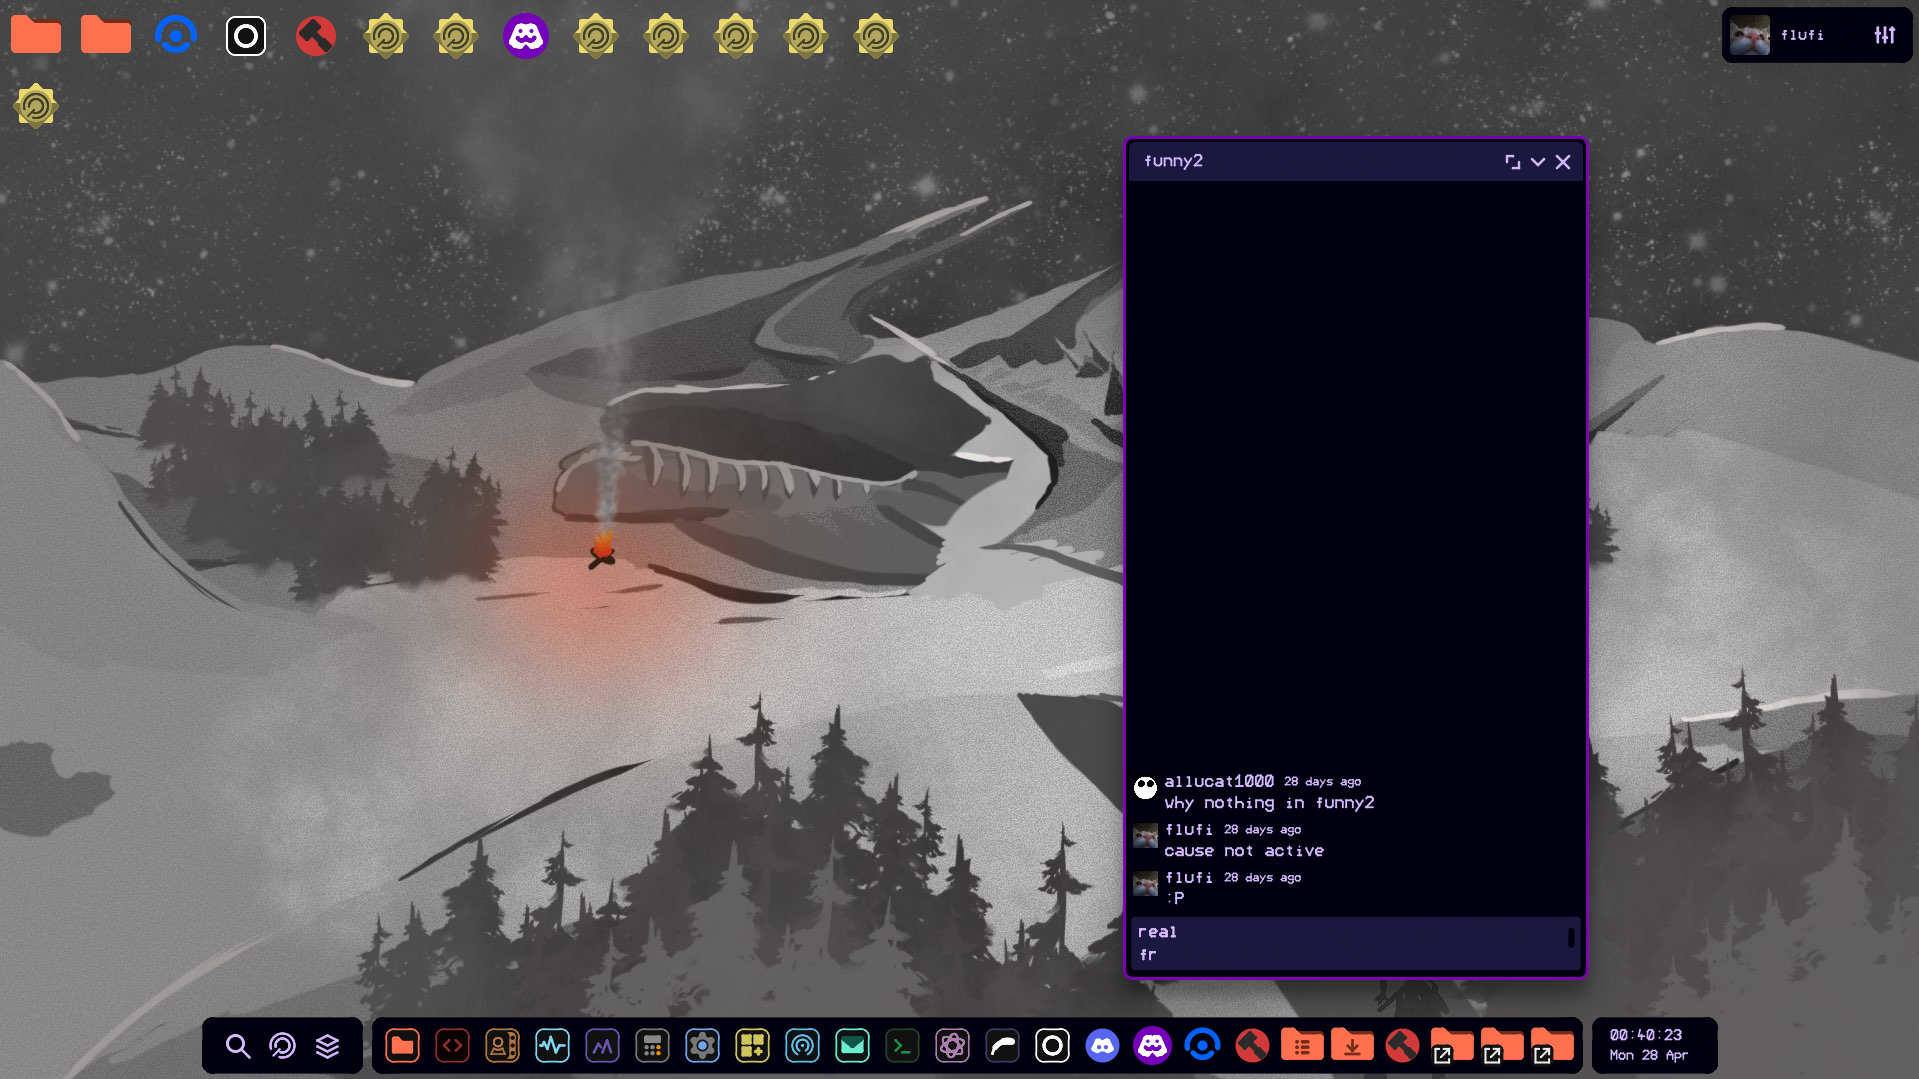 flufi
funny2
allucat1000 28 days ago
why nothing in funny2
flufi 28 days ago
cause not active
flufi 28 days ago
:P
real
fr
00:40:23
Mon 28 Apr